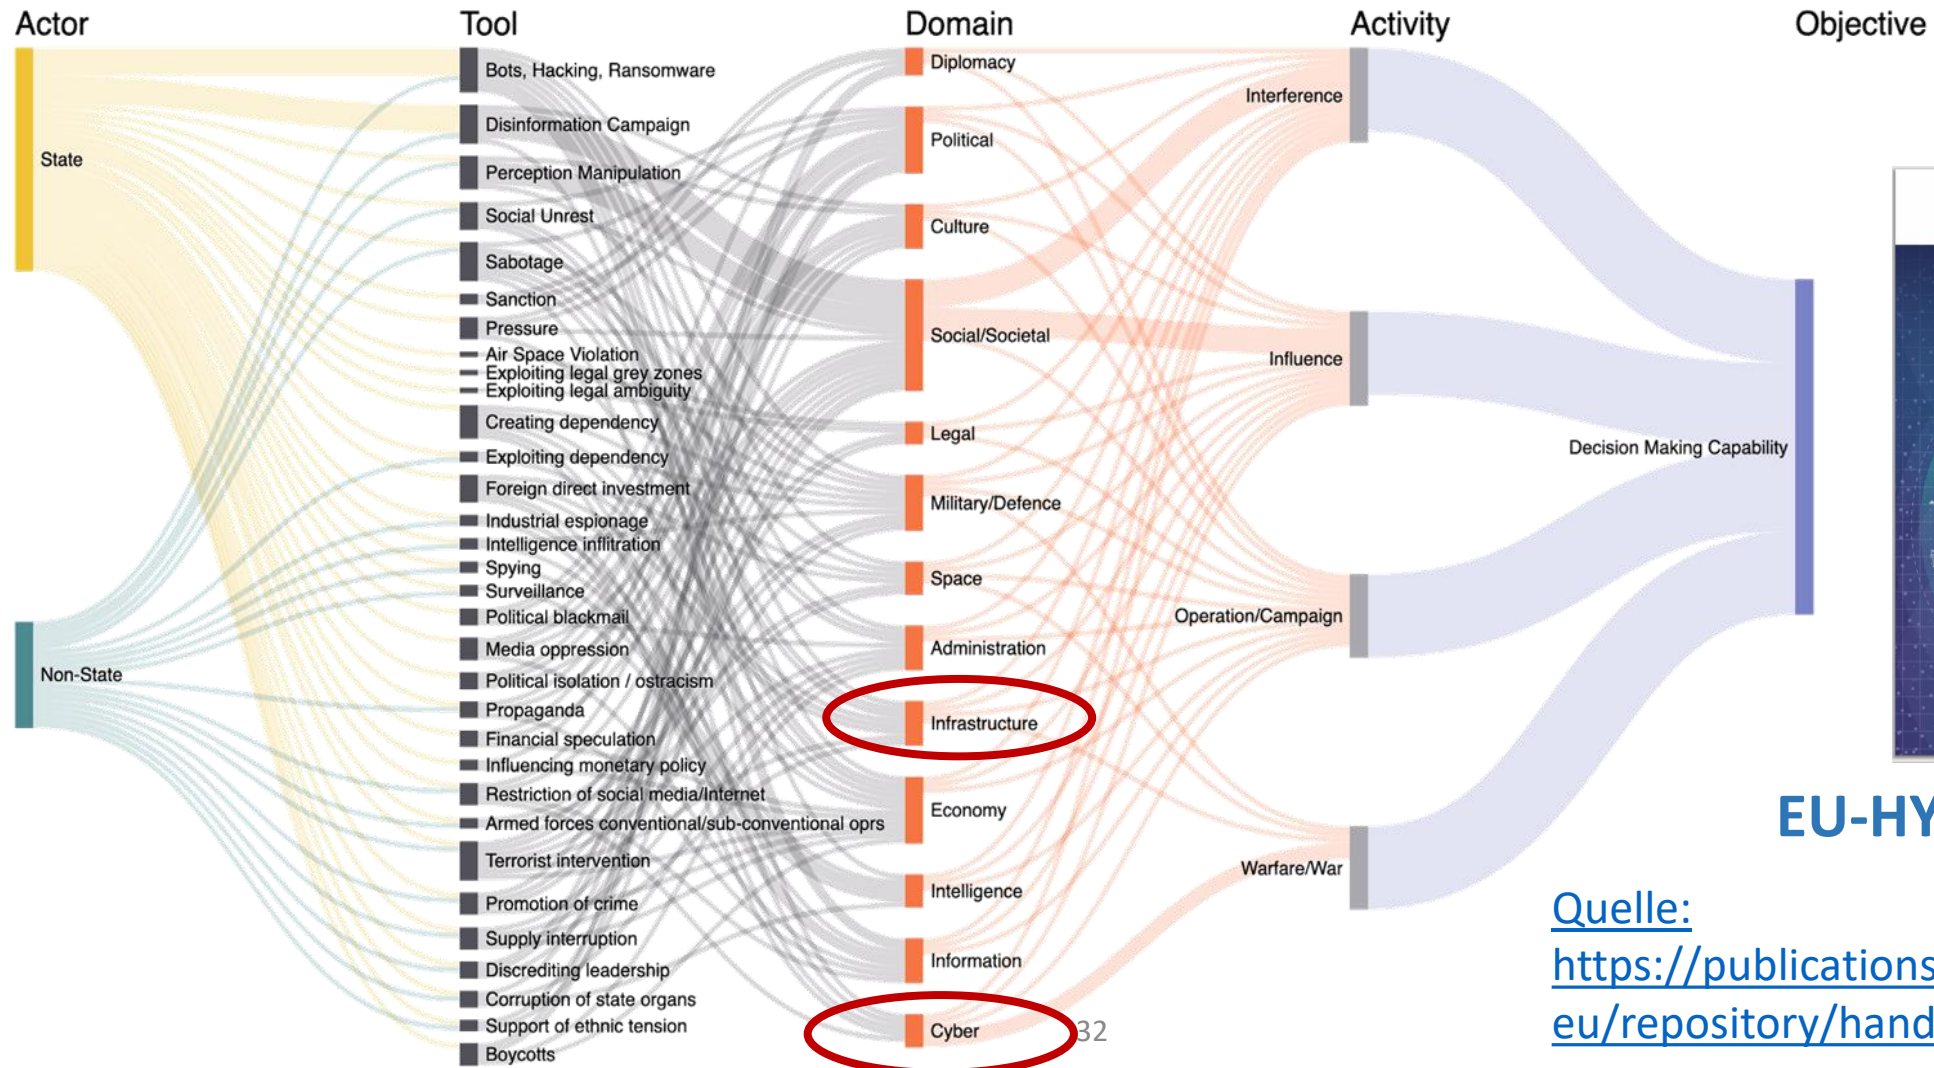 Actor
Tool
Domain
Activity
Objective
State
Non-State
Bots, Hacking, Ransomware
Disinformation Campaign
Perception Manipulation
Social Unrest
Sabotage
Sanction
Pressure
Air Space Violation
Exploiting legal grey zones
Exploiting legal ambiguity
Creating dependency
Exploiting dependency
Foreign direct investment
Industrial espionage
Intelligence inflitration
Spying
Surveillance
Political blackmail
Media oppression
Political isolation / ostracism
Propaganda
Financial speculation
Influencing monetary policy
Restriction of social media/Internet
Armed forces conventional/sub-conventional oprs
Terrorist intervention
Promotion of crime
Supply interruption
Discrediting leadership
Corruption of state organs
Support of ethnic tension
Boycotts
Diplomacy
Political
Culture
Social/Societal
Legal
Military/Defence
Space
Administration
Infrastructure
Economy
Intelligence
Information
Cyber
32
Interference
Influence
Operation/Campaign
Warfare/War
Decision Making Capability
EU-HY
Quelle:
https://publications
eu/repository/hand